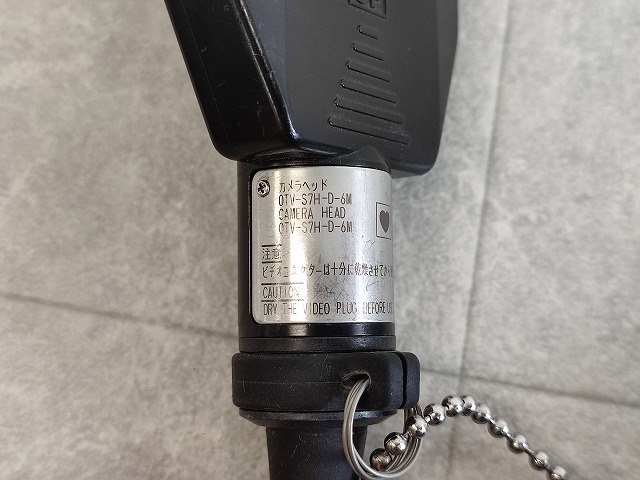 カメラヘッド
OTV-S7H-D-6M
CAMERA HEAD
OTV-S7H-D-6M
注意
ビデオコネクターは十分に乾燥させてから
CAUTION
DRY THE VIDEO PLUG BEFORE